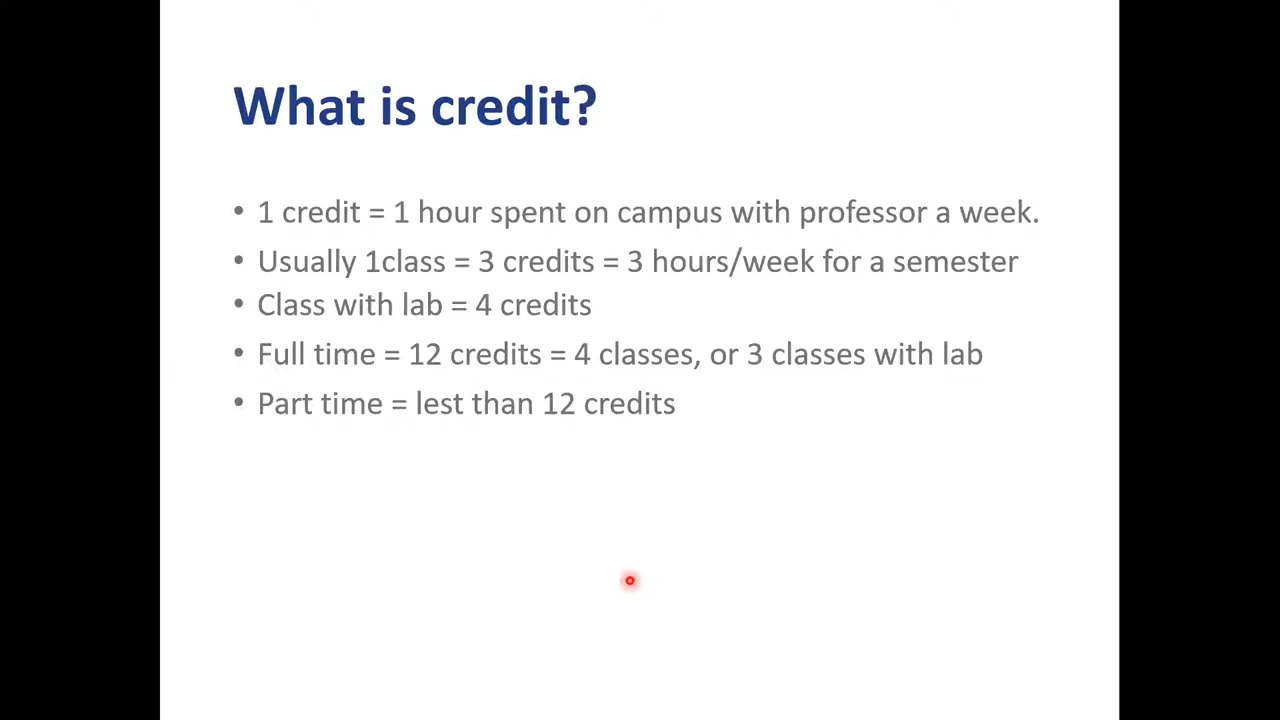 What is credit?
• 1 credit = 1 hour spent on campus with professor a week.
• Usually 1class = 3 credits = 3 hours/week for a semester
• Class with lab = 4 credits
• Full time = 12 credits = 4 classes, or 3 classes with lab
• Part time = lest than 12 credits